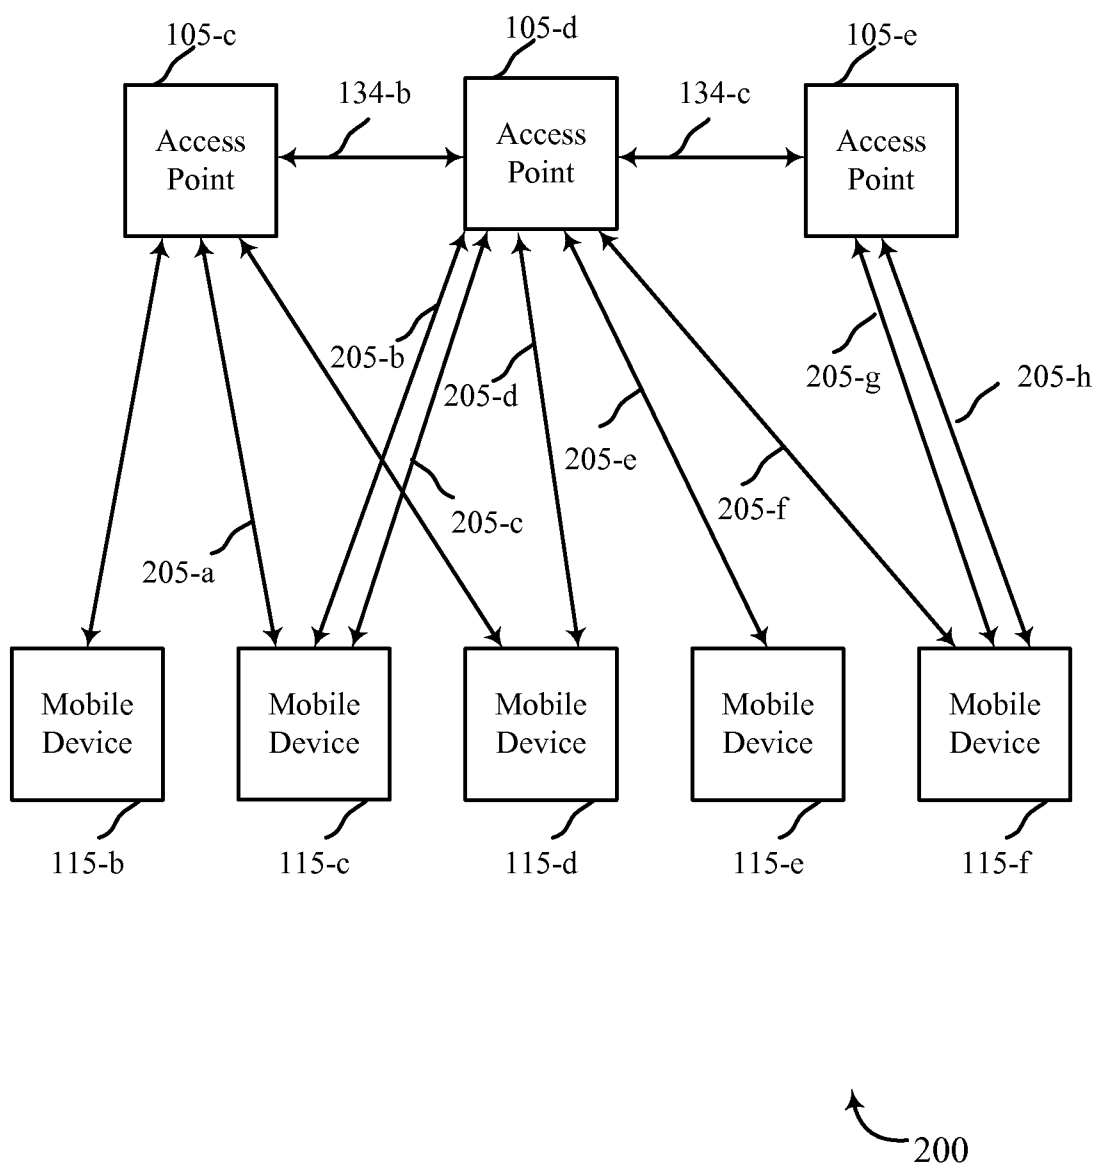 105-c
105-d
105-e
134-b
134-c
Access
Point
Access
Point
Access
Point
205-b
205-d
205-g
205-h
205-e
205-f
205-c
205-a
Mobile
Device
Mobile
Device
Mobile
Device
Mobile
Device
Mobile
Device
115-b
115-c
115-d
115-e
115-f
200